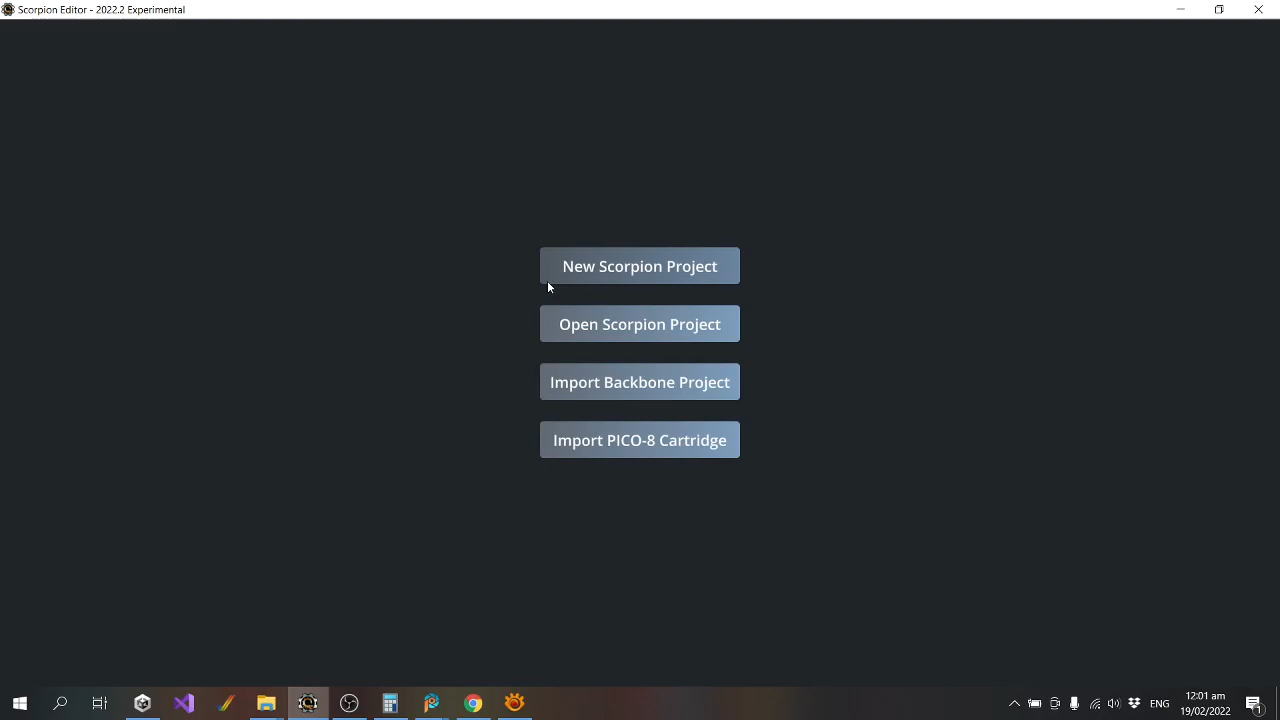 Scorpion Editor - 2022.2 Experimental
New Scorpion Project
Open Scorpion Project
Import Backbone Project
Import PICO-8 Cartridge
ENG
12:01 am
19/02/2022
1